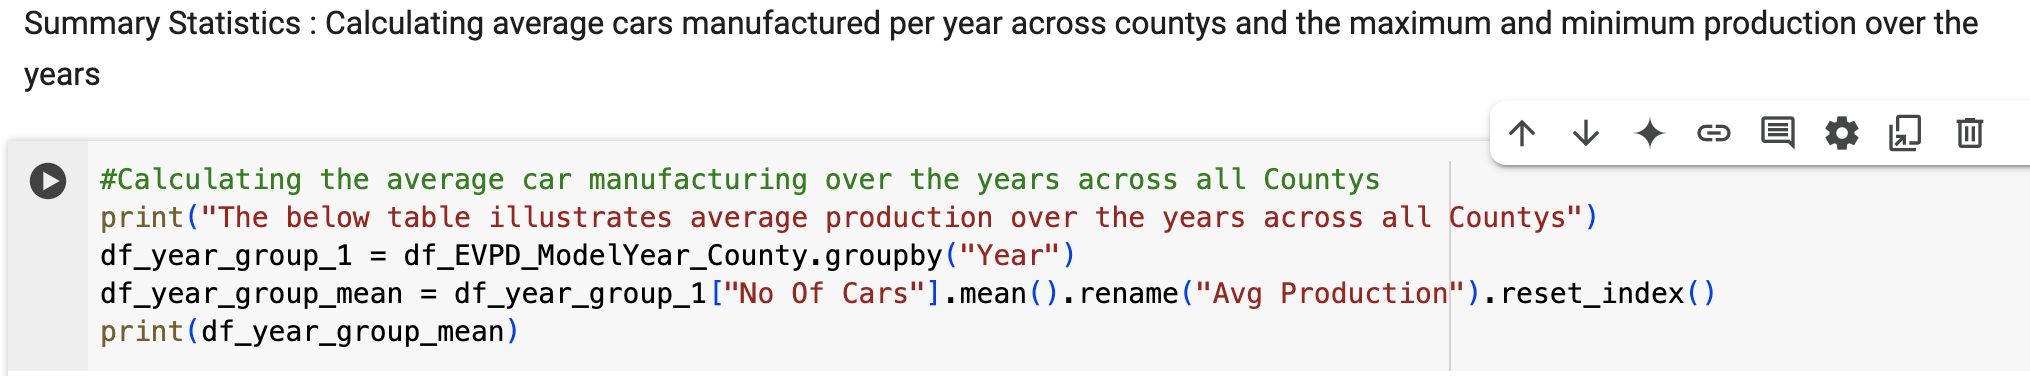 Summary Statistics : Calculating average cars manufactured per year across countys and the maximum and minimum production over the
years
#Calculating the average car manufacturing over the years across all Countys
print("The below table illustrates average production over the years across all Countys")
df_year_group_1 = df_EVPD_ModelYear_County.groupby("Year")
df_year_group_mean = df_year_group_1["No Of Cars"].mean().rename("Avg Production").reset_index()
print(df_year_group_mean)